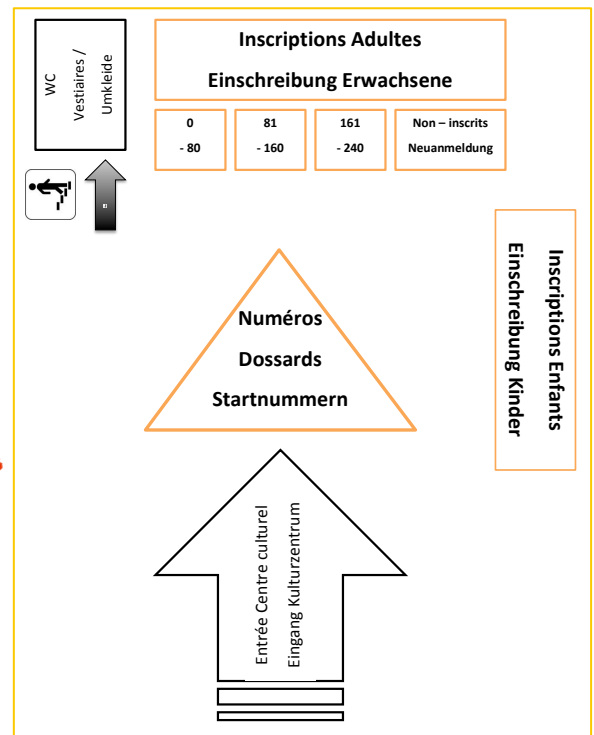 WC
Vestiaires /
Umkleide
Inscriptions Adultes
Einschreibung Erwachsene
0
- 80
81
- 160
161
- 240
Non – inscrits
Neuanmeldung
Inscriptions Enfants
Einschreibung Kinder
Numéros
Dossards
Startnummern
Entrée Centre culturel
Eingang Kulturzentrum